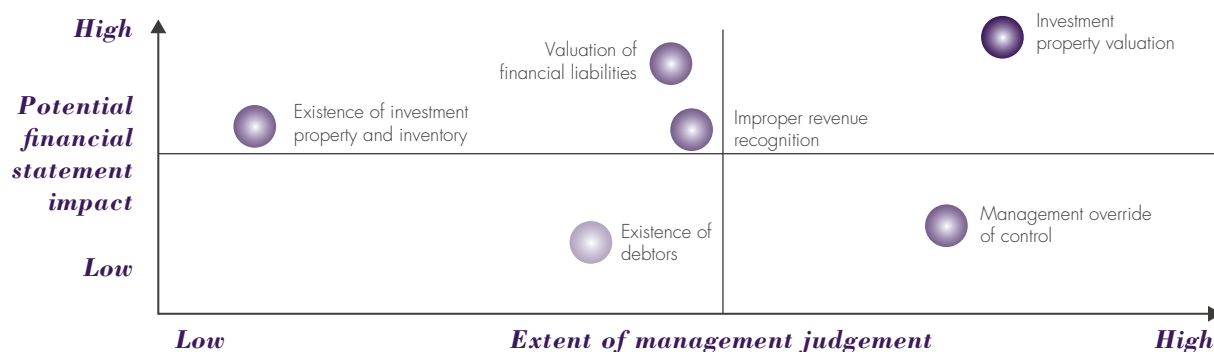 High
Potential
financial
statement
impact
Low
Investment
property valuation
Valuation of
financial liabilities
Existence of investment
property and inventory
Improper revenue
recognition
Existence of
debtors
Management override
of control
Low
Extent of management judgement
High